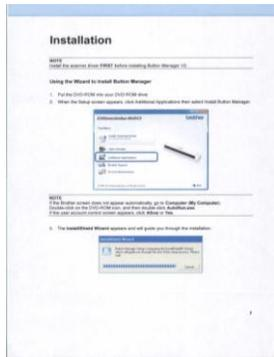 Installation
NOTE
Install the scanner driver FIRST before installing Button Manager V2.
Using the Wizard to Install Button Manager
1. Put the DVD-ROM into your DVD-ROM drive.
2. When the Setup screen appears, click Additional Applications then select Install Button Manager.
brother
NOTE
If the Brother screen does not appear automatically, go to Computer (My Computer).
Double-click on the DVD-ROM icon, and then double-click AutoRun.exe.
If the user account control screen appears, click Allow or Yes.
3. The InstallShield Wizard appears and will guide you through the installation.
Cancel